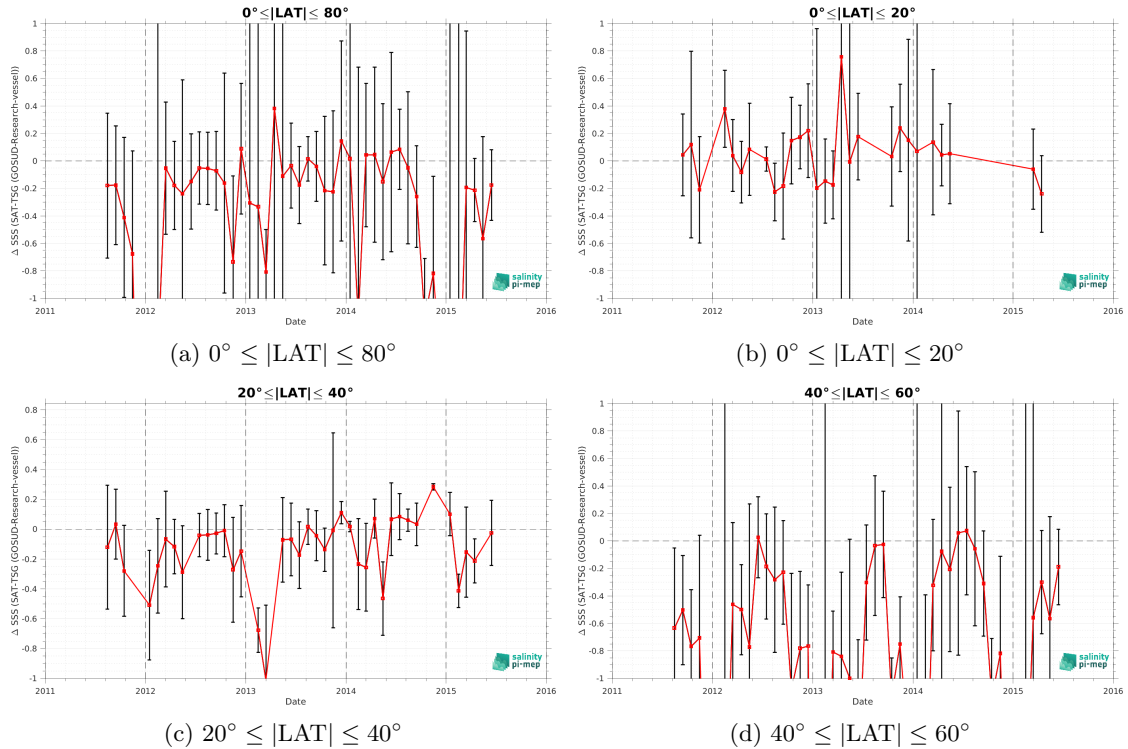 0°≤|LAT|≤ 80°
Δ SSS (SAT-TSG (GOSUD-Research-vessel))
1
0.8
0.6
0.4
0.2
0
-0.2
-0.4
-0.6
-0.8
-1
2011 2012 2013 2014 2015 2016
Date
salinity
pi-mep
(a) 0° ≤ |LAT| ≤ 80°
0°≤|LAT|≤ 20°
Δ SSS (SAT-TSG (GOSUD-Research-vessel))
1
0.8
0.6
0.4
0.2
0
-0.2
-0.4
-0.6
-0.8
-1
2011 2012 2013 2014 2015 2016
Date
salinity
pi-mep
(b) 0° ≤ |LAT| ≤ 20°
20°≤|LAT|≤ 40°
Δ SSS (SAT-TSG (GOSUD-Research-vessel))
0.8
0.6
0.4
0.2
0
-0.2
-0.4
-0.6
-0.8
-1
2011 2012 2013 2014 2015 2016
Date
salinity
pi-mep
(c) 20° ≤ |LAT| ≤ 40°
40°≤|LAT|≤ 60°
Δ SSS (SAT-TSG (GOSUD-Research-vessel))
1
0.8
0.6
0.4
0.2
0
-0.2
-0.4
-0.6
-0.8
-1
2011 2012 2013 2014 2015 2016
Date
salinity
pi-mep
(d) 40° ≤ |LAT| ≤ 60°